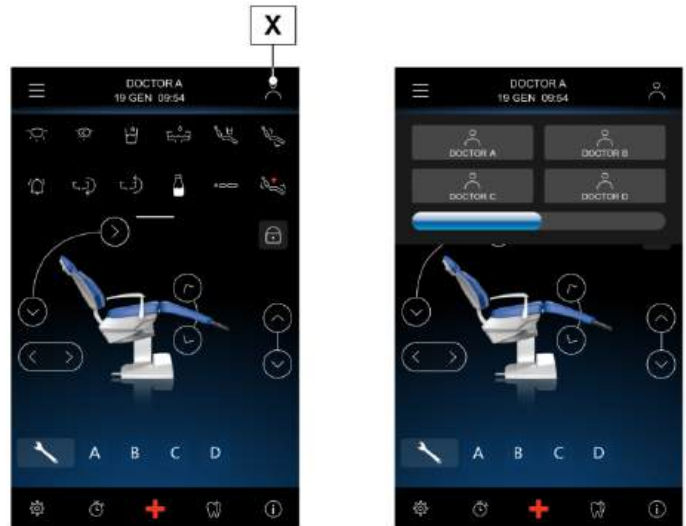 X
DOCTOR A
19 GEN 09:54
A B C D
DOCTOR A
19 GEN 09:54
DOCTOR A DOCTOR B
DOCTOR C DOCTOR D
A B C D